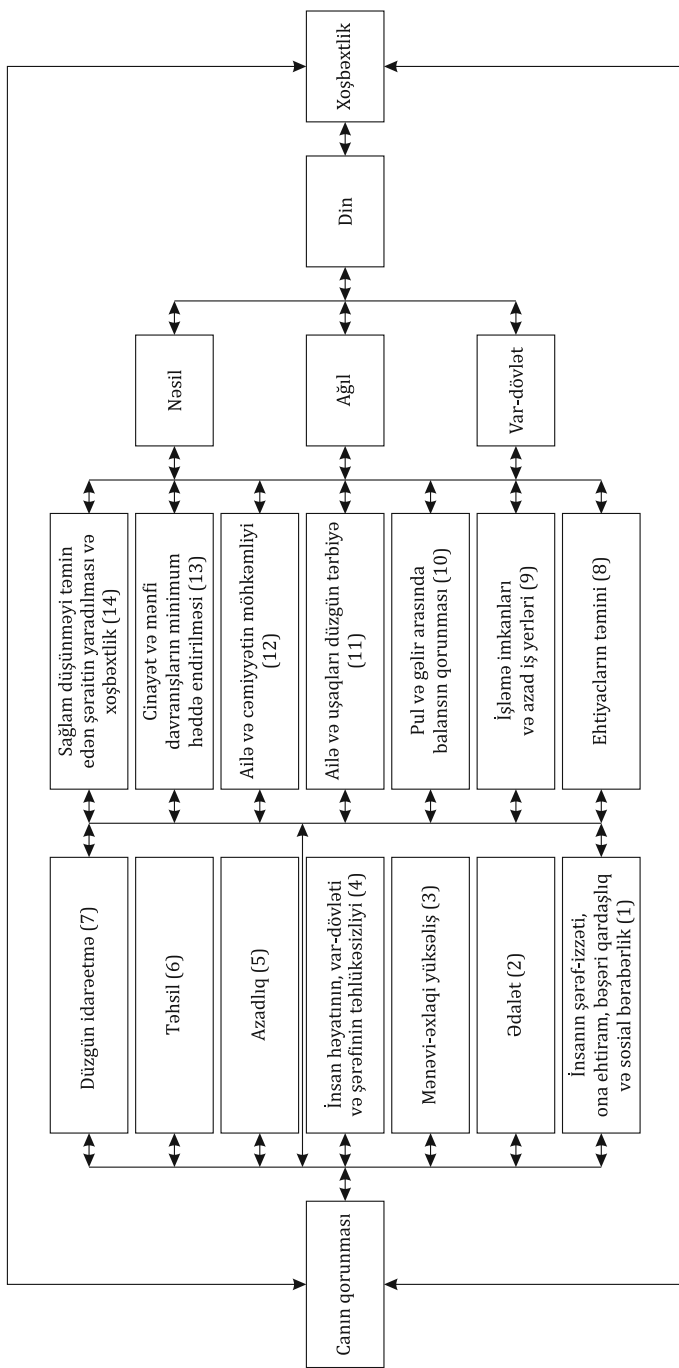 Canın qorunması
Düzgün idarəetmə (7)
Təhsil (6)
Azadlıq (5)
İnsan həyatının, var-dövləti
və şərəfinin təhlükəsizliyi (4)
Mənəvi-əxlaqi yüksəliş (3)
Ədalət (2)
İnsanın şərəf-izzəti,
ona ehtiram, bəşəri qardaşlıq
və sosial bərabərlik (1)
Sağlam düşünməyi təmin
edən şəraitin yaradılması və
xoşbəxtlik (14)
Cinayət və mənfi
davranışların minimum
həddə endirilməsi (13)
Ailə və cəmiyyətin möhkəmliyi
(12)
Ailə və uşaqları düzgün tərbiyə
(11)
Pul və gəlir arasında
balansın qorunması (10)
İşləmə imkanları
və azad iş yerləri (9)
Ehtiyacların təmini (8)
Nəsil
Ağıl
Var-dövlət
Din
Xoşbəxtlik